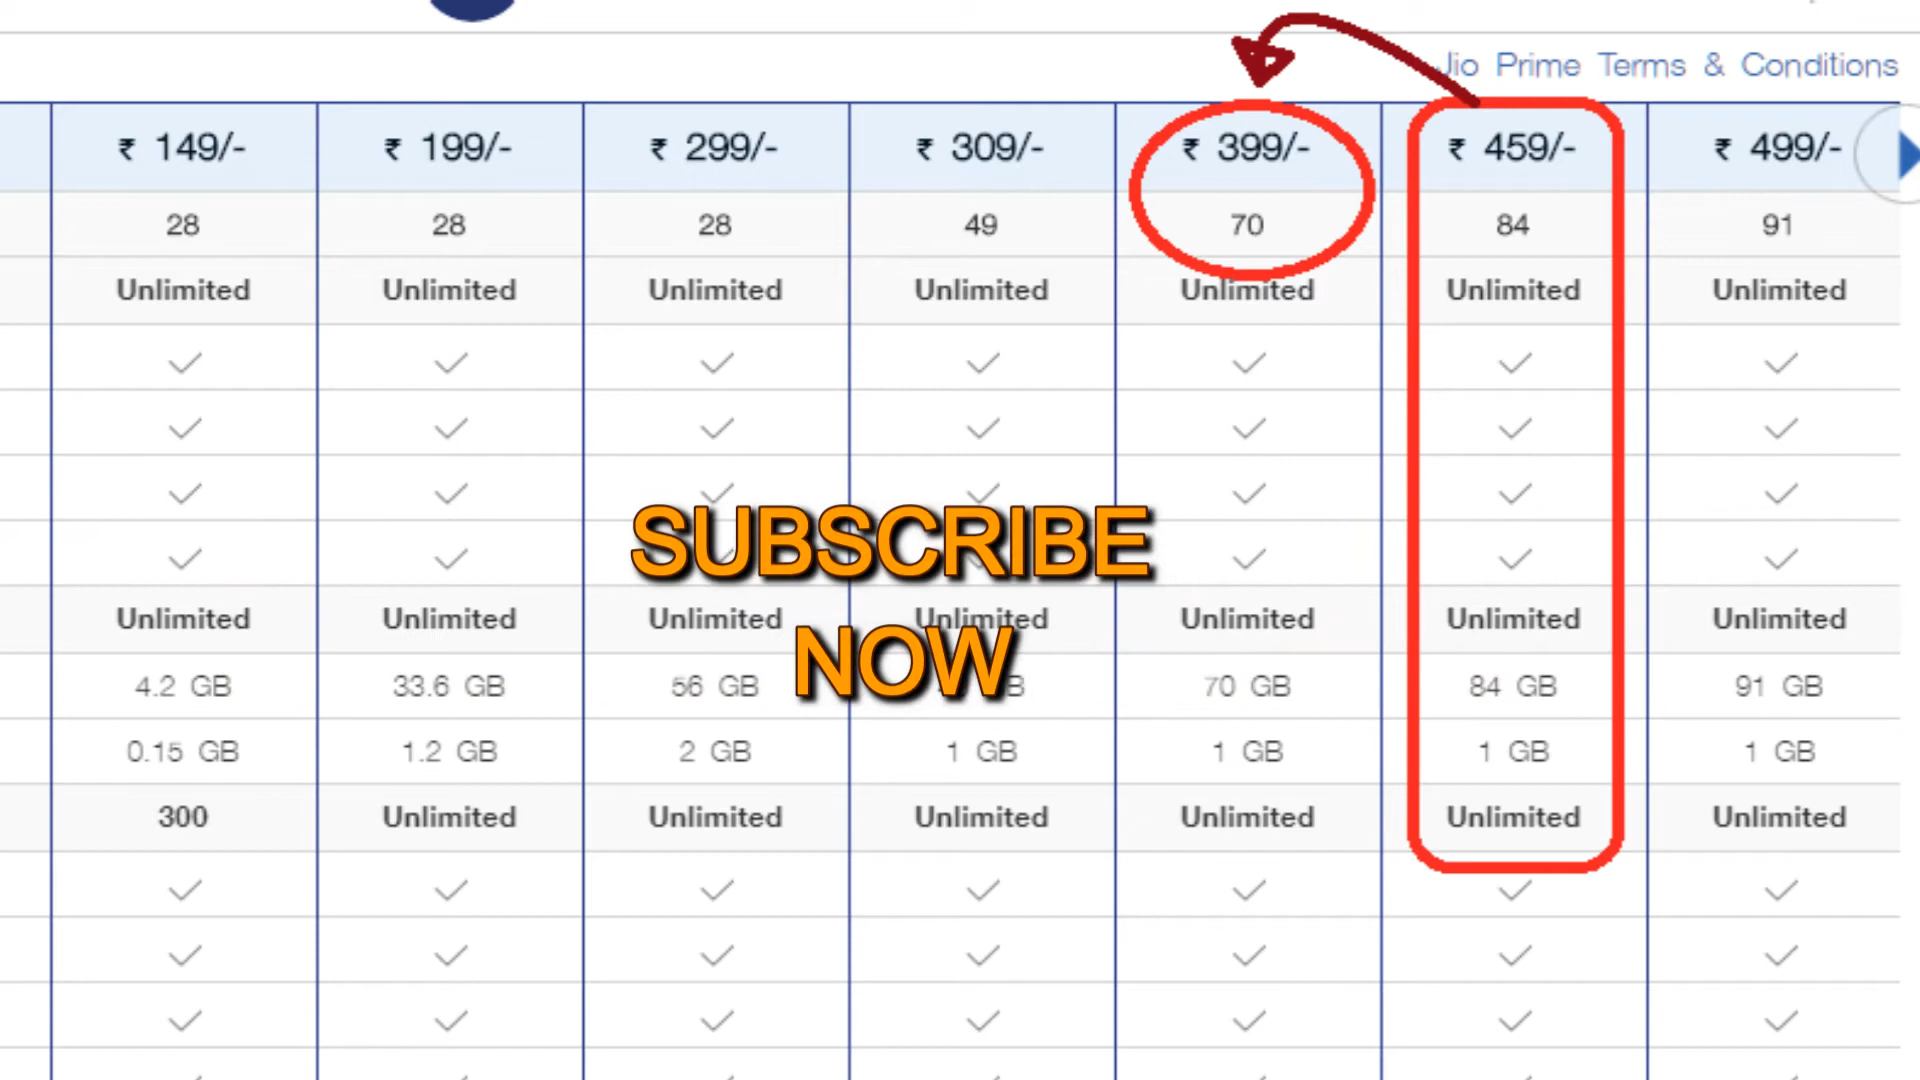 Jio Prime Terms & Conditions
₹ 149/- ₹ 199/- ₹ 299/- ₹ 309/- ₹ 399/- ₹ 459/- ₹ 499/-
28 28 28 49 70 84 91
Unlimited Unlimited Unlimited Unlimited Unlimited Unlimited Unlimited
SUBSCRIBE
Unlimited Unlimited Unlimited Unlimited Unlimited Unlimited Unlimited
NOW
4.2 GB 33.6 GB 56 GB 70 GB 84 GB 91 GB
0.15 GB 1.2 GB 2 GB 1 GB 1 GB 1 GB 1 GB
300 Unlimited Unlimited Unlimited Unlimited Unlimited Unlimited